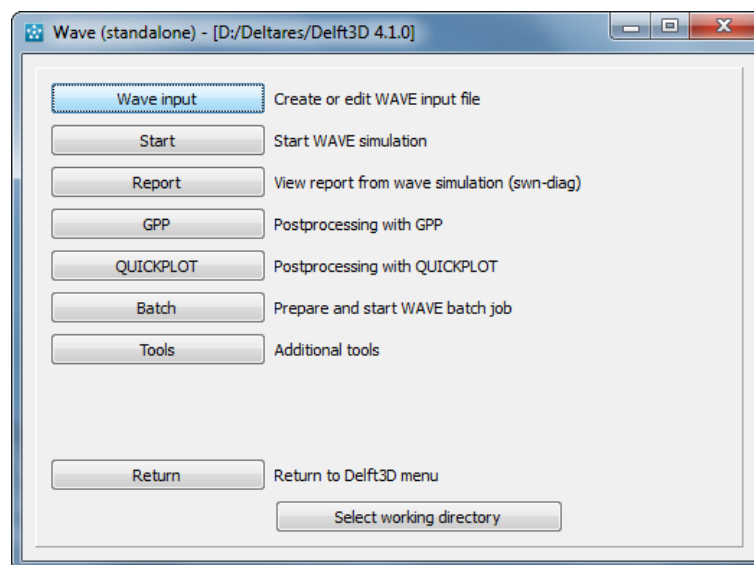 Wave (standalone) - [D:/Deltares/Delft3D 4.1.0]
Wave input Create or edit WAVE input file
Start Start WAVE simulation
Report View report from wave simulation (swn-diag)
GPP Postprocessing with GPP
QUICKPLOT Postprocessing with QUICKPLOT
Batch Prepare and start WAVE batch job
Tools Additional tools
Return Return to Delft3D menu
Select working directory